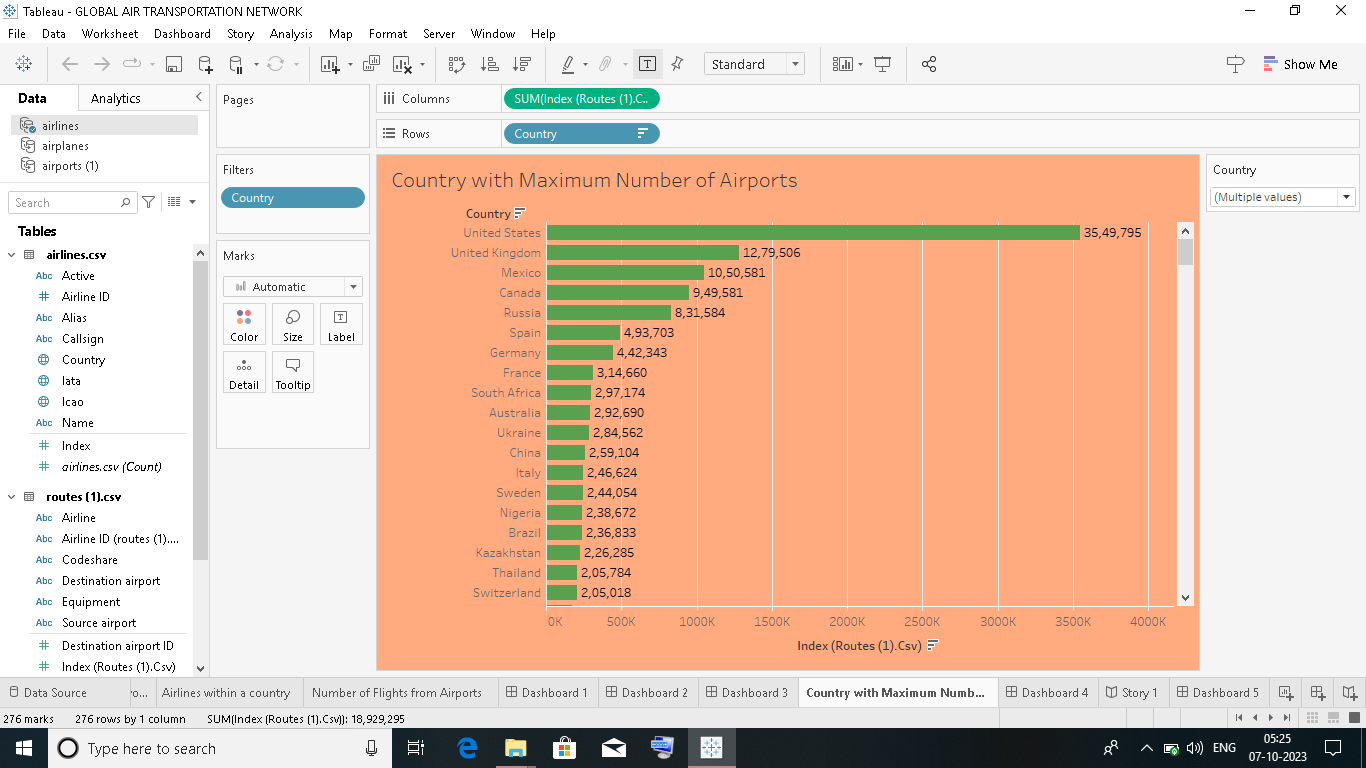 Tableau - GLOBAL AIR TRANSPORTATION NETWORK
File Data Worksheet Dashboard Story Analysis Map Format Server Window Help
Standard
Show Me
Data Analytics
airlines
airplanes
airports (1)
Search
Tables
airlines.csv
Abc Active
# Airline ID
Abc Alias
Abc Callsign
Country
Iata
Icao
Abc Name
# Index
# airlines.csv (Count)
routes (1).csv
Abc Airline
Abc Airline ID (routes (1)....
Abc Codeshare
Abc Destination airport
Abc Equipment
Abc Source airport
# Destination airport ID
# Index (Routes (1).Csv)
Pages
Filters
Country
Marks
Automatic
Color Size Label
Detail Tooltip
Columns SUM(Index (Routes (1).C..
Rows Country
Country with Maximum Number of Airports
Country
United States 35,49,795
United Kingdom 12,79,506
Mexico 10,50,581
Canada 9,49,581
Russia 8,31,584
Spain 4,93,703
Germany 4,42,343
France 3,14,660
South Africa 2,97,174
Australia 2,92,690
Ukraine 2,84,562
China 2,59,104
Italy 2,46,624
Sweden 2,44,054
Nigeria 2,38,672
Brazil 2,36,833
Kazakhstan 2,26,285
Thailand 2,05,784
Switzerland 2,05,018
0K 500K 1000K 1500K 2000K 2500K 3000K 3500K 4000K
Index (Routes (1).Csv)
Country
(Multiple values)
Data Source ro... Airlines within a country Number of Flights from Airports Dashboard 1 Dashboard 2 Dashboard 3 Country with Maximum Numb... Dashboard 4 Story 1 Dashboard 5
276 marks 276 rows by 1 column SUM(Index (Routes (1).Csv)): 18,929,295
Type here to search
ENG
05:25
07-10-2023